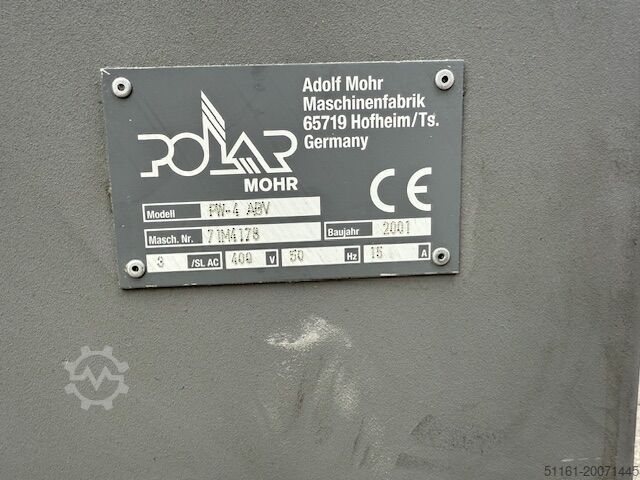 Adolf Mohr
Maschinenfabrik
65719 Hofheim/Ts.
Germany
POLAR
MOHR
CE
Modell PW-4 ABV
Masch. Nr. 71M4178 Baujahr 2001
3 /SL AC 400 V 50 Hz 15 A
51161-20071445